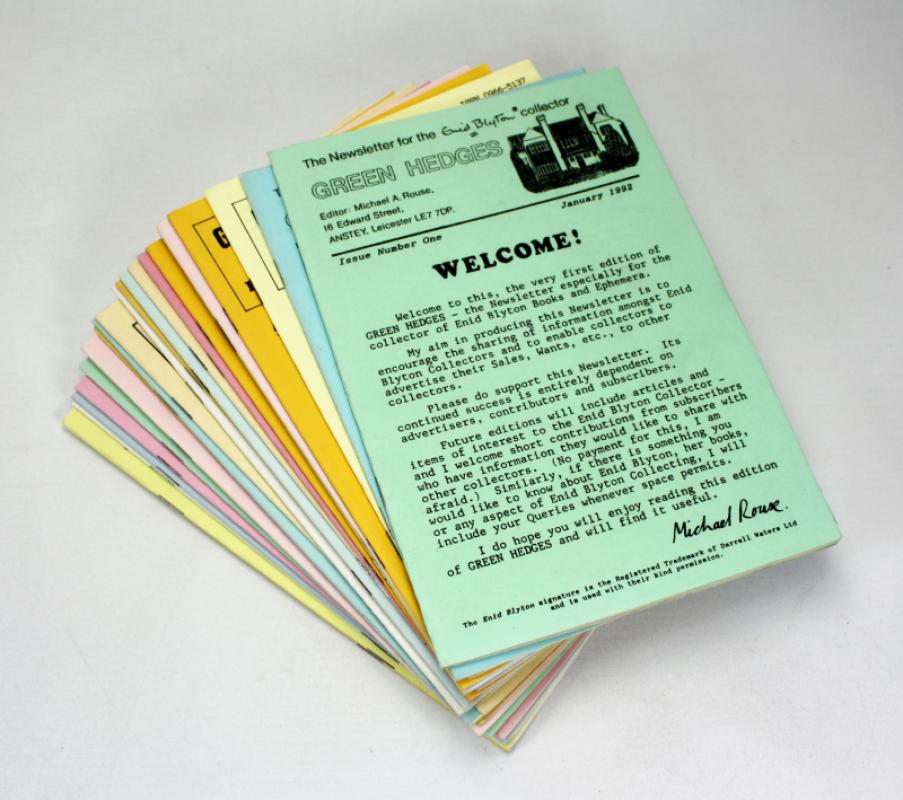 ISSN 0966-5137
The Newsletter for the Enid Blyton collector
GREEN HEDGES
Editor: Michael A. Rouse,
16 Edward Street,
ANSTEY, Leicester LE7 7DP.
January 1992
Issue Number One
WELCOME!
Welcome to this, the very first edition of
GREEN HEDGES - the Newsletter especially for the
collector of Enid Blyton Books and Ephemera.
My aim in producing this Newsletter is to
encourage the sharing of information amongst Enid
Blyton Collectors and to enable collectors to
advertise their Sales, Wants, etc., to other
collectors.
Please do support this Newsletter. Its
continued success is entirely dependent on
advertisers, contributors and subscribers.
Future editions will include articles and
items of interest to the Enid Blyton Collector -
and I welcome short contributions from subscribers
who have information they would like to share with
other collectors. (No payment for this, I am
afraid.) Similarly, if there is something you
would like to know about Enid Blyton, her books,
or any aspect of Enid Blyton Collecting, I will
include your Queries whenever space permits.
I do hope you will enjoy reading this edition
of GREEN HEDGES and will find it useful.
Michael Rouse.
The Enid Blyton signature is the Registered Trademark of Darrell Waters Ltd
and is used with their kind permission.